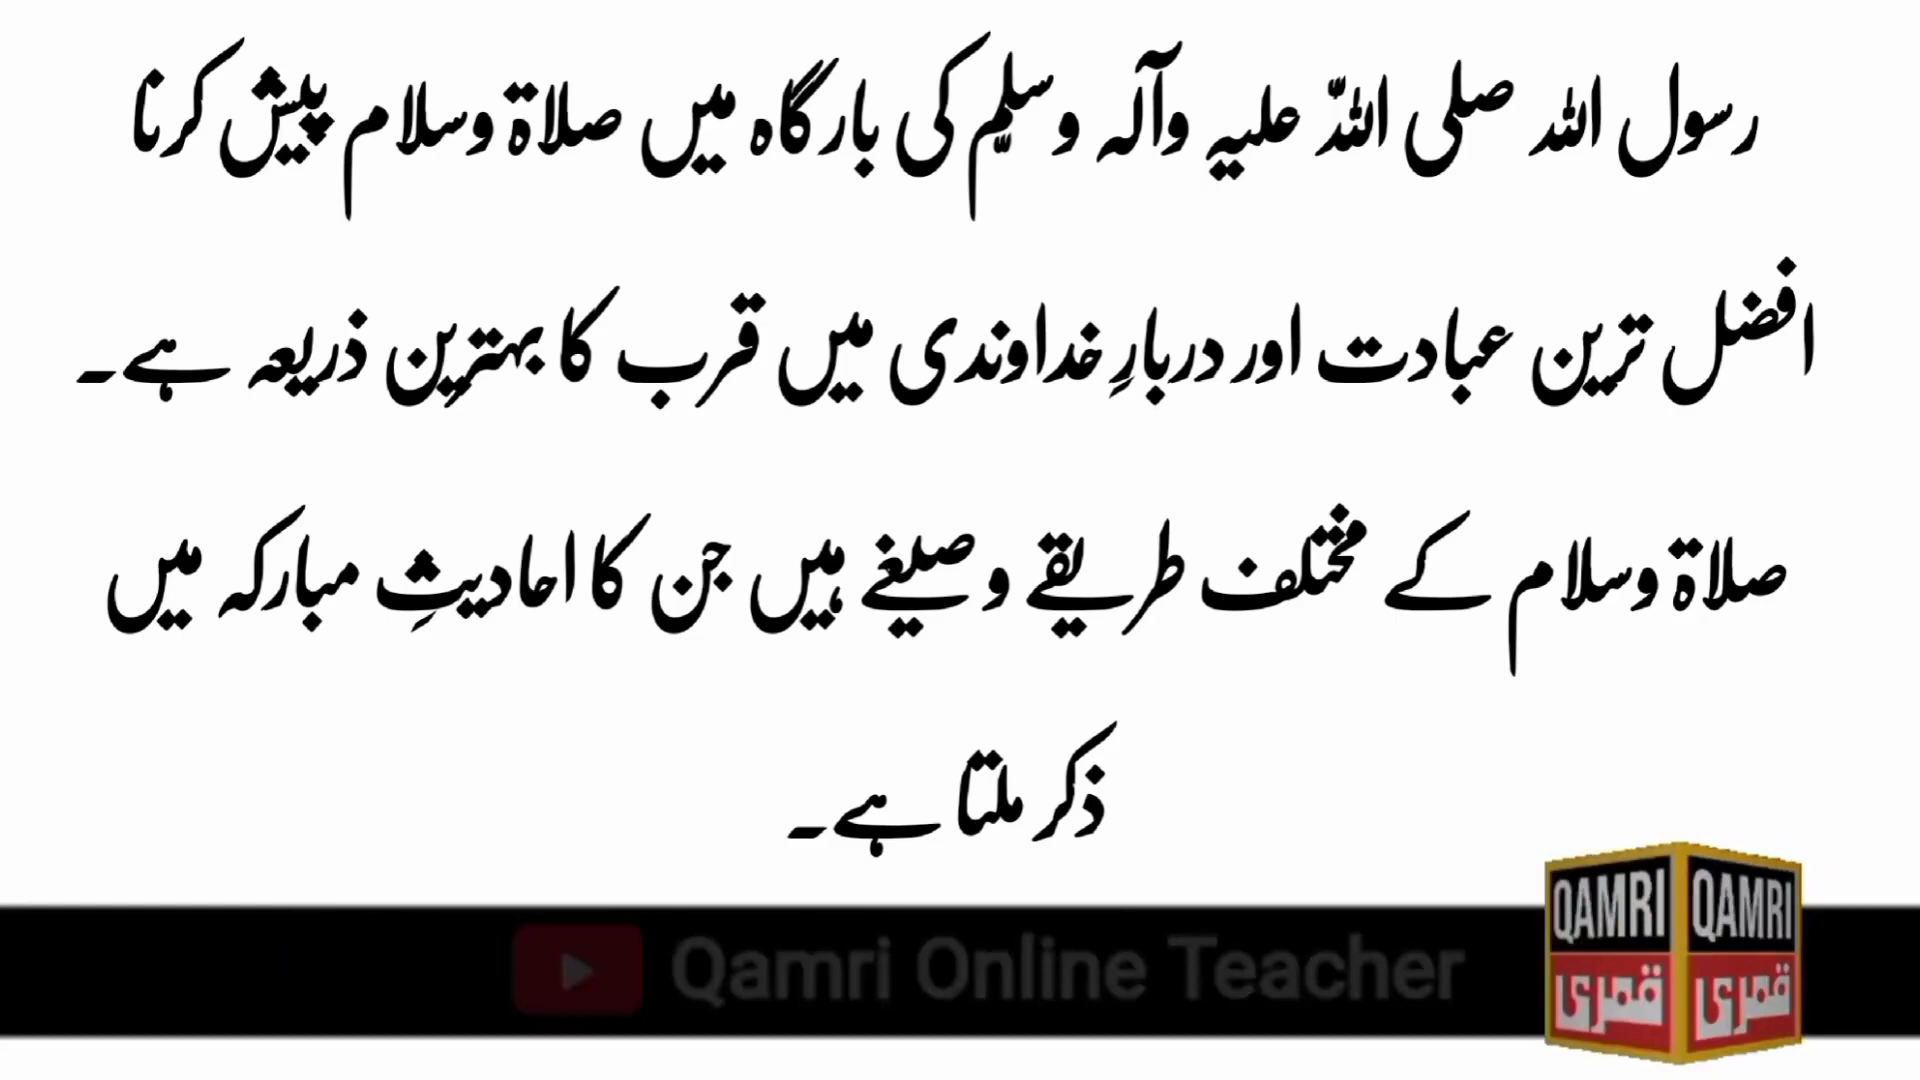 رسول اللہ صلی اللہّ علیہ وآلہ وسلّم کی بارگاہ میں صلاۃ وسلام پیش کرنا
افضل ترین عبادت اور دربارِ خداوندی میں قرب کا بہترین ذریعہ ہے۔
صلاۃ وسلام کے مختلف طریقے و صیغے ہیں جن کا احادیثِ مبارکہ میں
ذکر ملتا ہے۔
QAMRI QAMRI
قمری قمری
Qamri Online Teacher